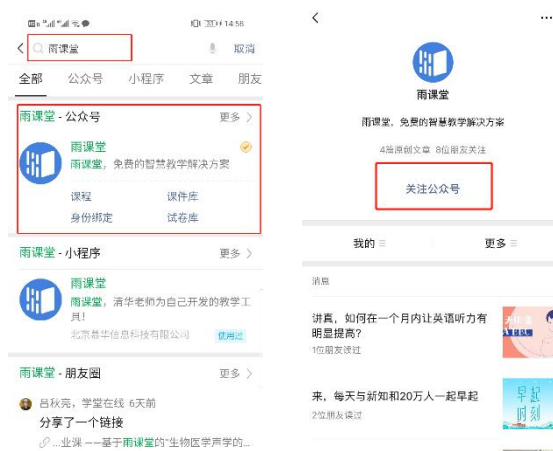 14:56
雨课堂
取消
全部 公众号 小程序 文章 朋友
雨课堂 - 公众号 更多
雨课堂
雨课堂，免费的智慧教学解决方案
课程 课件库
身份绑定 试卷库
雨课堂 - 小程序 更多
雨课堂
雨课堂，清华老师为自己开发的教学工
具！
北京慕华信息科技有限公司 使用过
雨课堂 - 朋友圈 更多
吕秋亮，学堂在线 6天前
分享了一个链接
...业课 ——基于雨课堂的“生物医学声学的...
雨课堂
雨课堂，免费的智慧教学解决方案
4篇原创文章 8位朋友关注
关注公众号
我的 更多
消息
讲真，如何在一个月内让英语听力有
明显提高？
1位朋友读过
来，每天与新知和20万人一起早起
2位朋友读过
早起
时刻